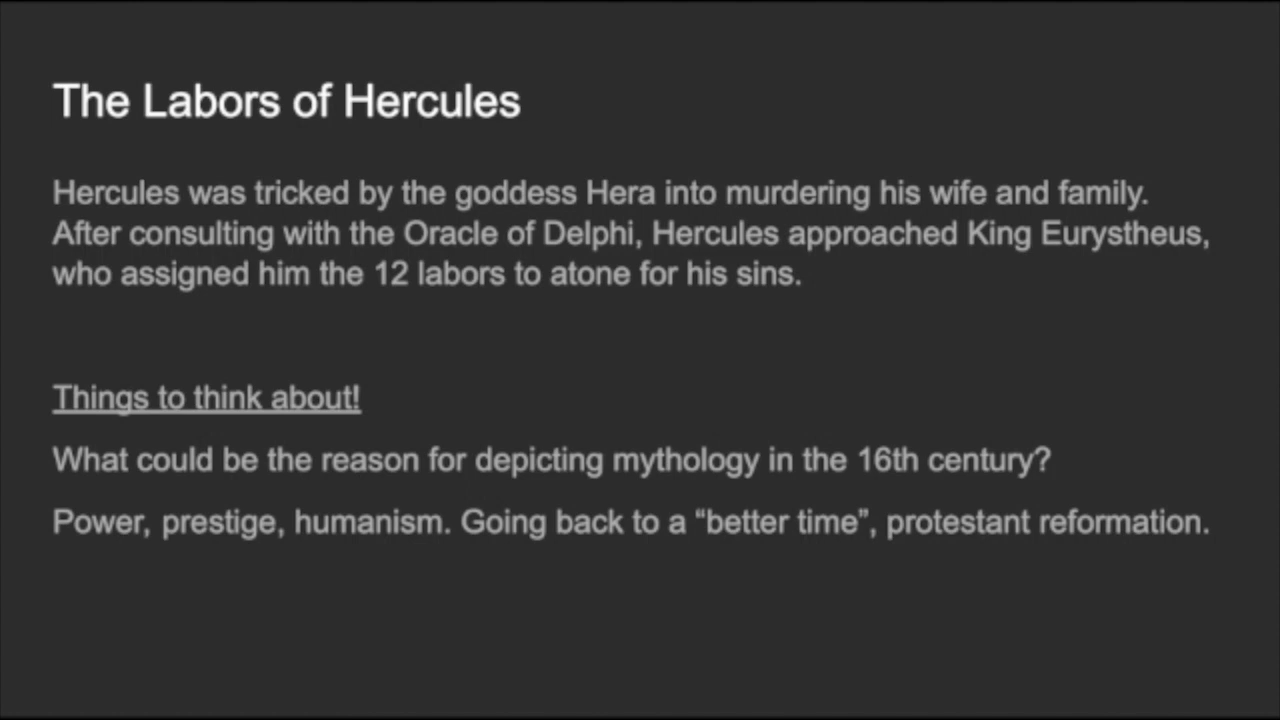 The Labors of Hercules
Hercules was tricked by the goddess Hera into murdering his wife and family.
After consulting with the Oracle of Delphi, Hercules approached King Eurystheus,
who assigned him the 12 labors to atone for his sins.
Things to think about!
What could be the reason for depicting mythology in the 16th century?
Power, prestige, humanism. Going back to a “better time”, protestant reformation.